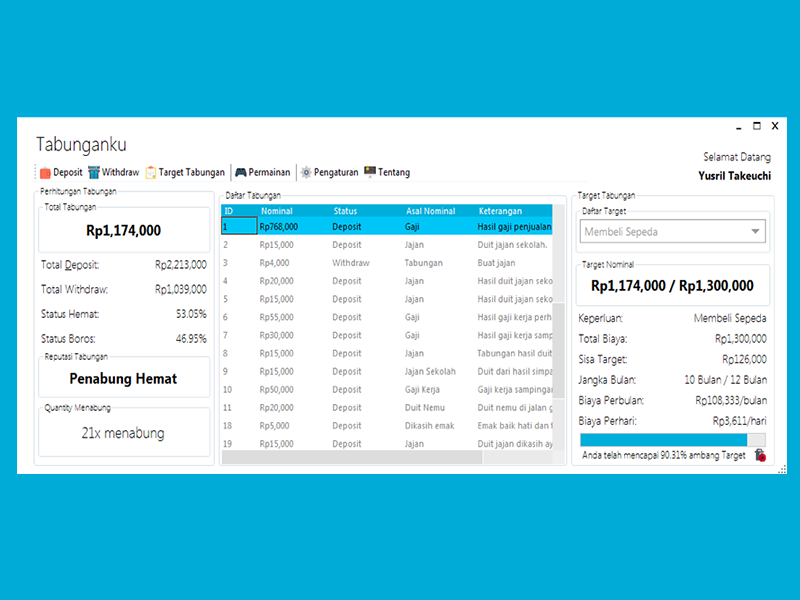 Tabunganku
Selamat Datang
Yusril Takeuchi
Deposit Withdraw Target Tabungan Permainan Pengaturan Tentang
Perhitungan Tabungan
Total Tabungan
Rp1,174,000
Total Deposit: Rp2,213,000
Total Withdraw: Rp1,039,000
Status Hemat: 53.05%
Status Boros: 46.95%
Reputasi Tabungan
Penabung Hemat
Quantity Menabung
21x menabung
Daftar Tabungan
ID Nominal Status Asal Nominal Keterangan
1 Rp768,000 Deposit Gaji Hasil gaji penjualan
2 Rp15,000 Deposit Jajan Duit jajan sekolah.
3 Rp4,000 Withdraw Tabungan Buat jajan
4 Rp20,000 Deposit Jajan Hasil duit jajan seko
5 Rp15,000 Deposit Jajan Hasil duit jajan seko
6 Rp55,000 Deposit Gaji Hasil gaji kerja perh
7 Rp30,000 Deposit Gaji Hasil gaji kerja samp
8 Rp15,000 Deposit Jajan Tabungan hasil duit
9 Rp15,000 Deposit Jajan Sekolah Duit dari hasil simpa
10 Rp50,000 Deposit Gaji Kerja Gaji kerja sampingan
11 Rp20,000 Deposit Duit Nemu Duit nemu di jalan g
18 Rp5,000 Deposit Dikasih emak Emak baik hati dan t
19 Rp15,000 Deposit Jajan Duit jajan dikasih ay
Target Tabungan
Daftar Target
Membeli Sepeda
Target Nominal
Rp1,174,000 / Rp1,300,000
Keperluan: Membeli Sepeda
Total Biaya: Rp1,300,000
Sisa Target: Rp126,000
Jangka Bulan: 10 Bulan / 12 Bulan
Biaya Perbulan: Rp108,333/bulan
Biaya Perhari: Rp3,611/hari
Anda telah mencapai 90.31% ambang Target